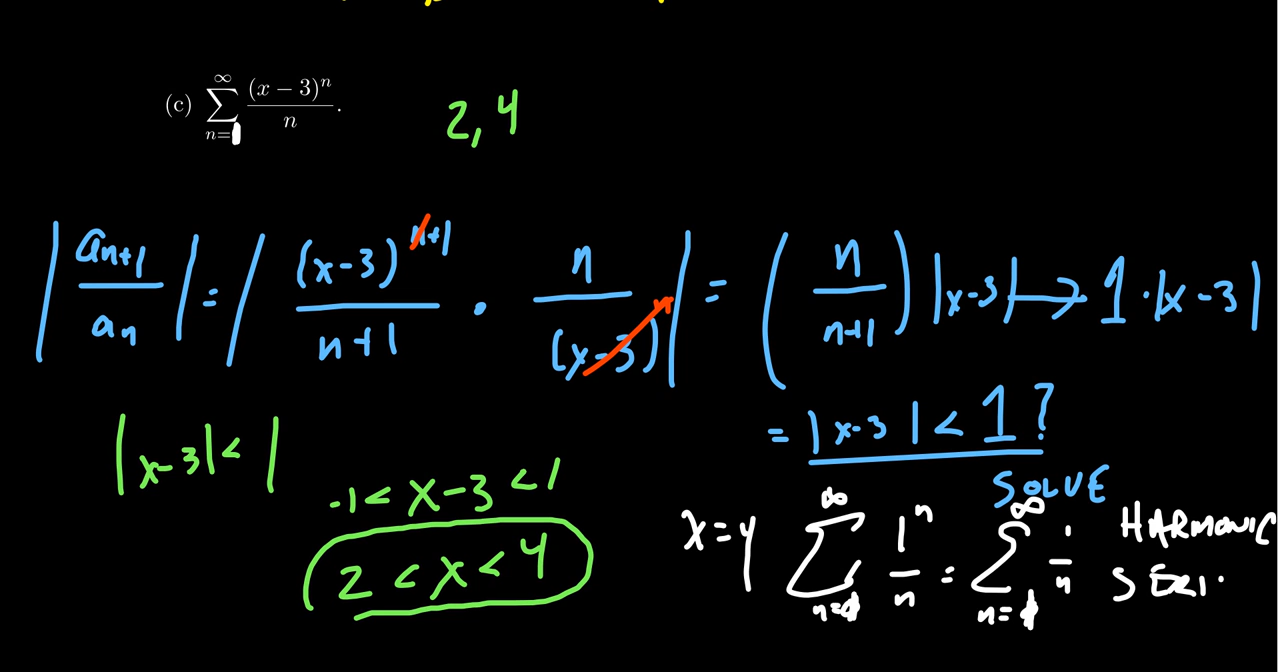 (c) ∑_{n=1}^{∞} (x − 3)^n / n. 2, 4
| a_{n+1} / a_n | = | (x-3)^{n+1} / n+1 · n / (x-3) | = ( n / n+1 ) |x-3| → 1 · |x-3|
= |x-3| < 1 ?
SOLVE
|x-3| < 1
-1 < x-3 < 1
2 < x < 4
x=4 ∑_{n=1}^{∞} 1^n / n = ∑_{n=1}^{∞} 1 / n HARMONIC
SERI